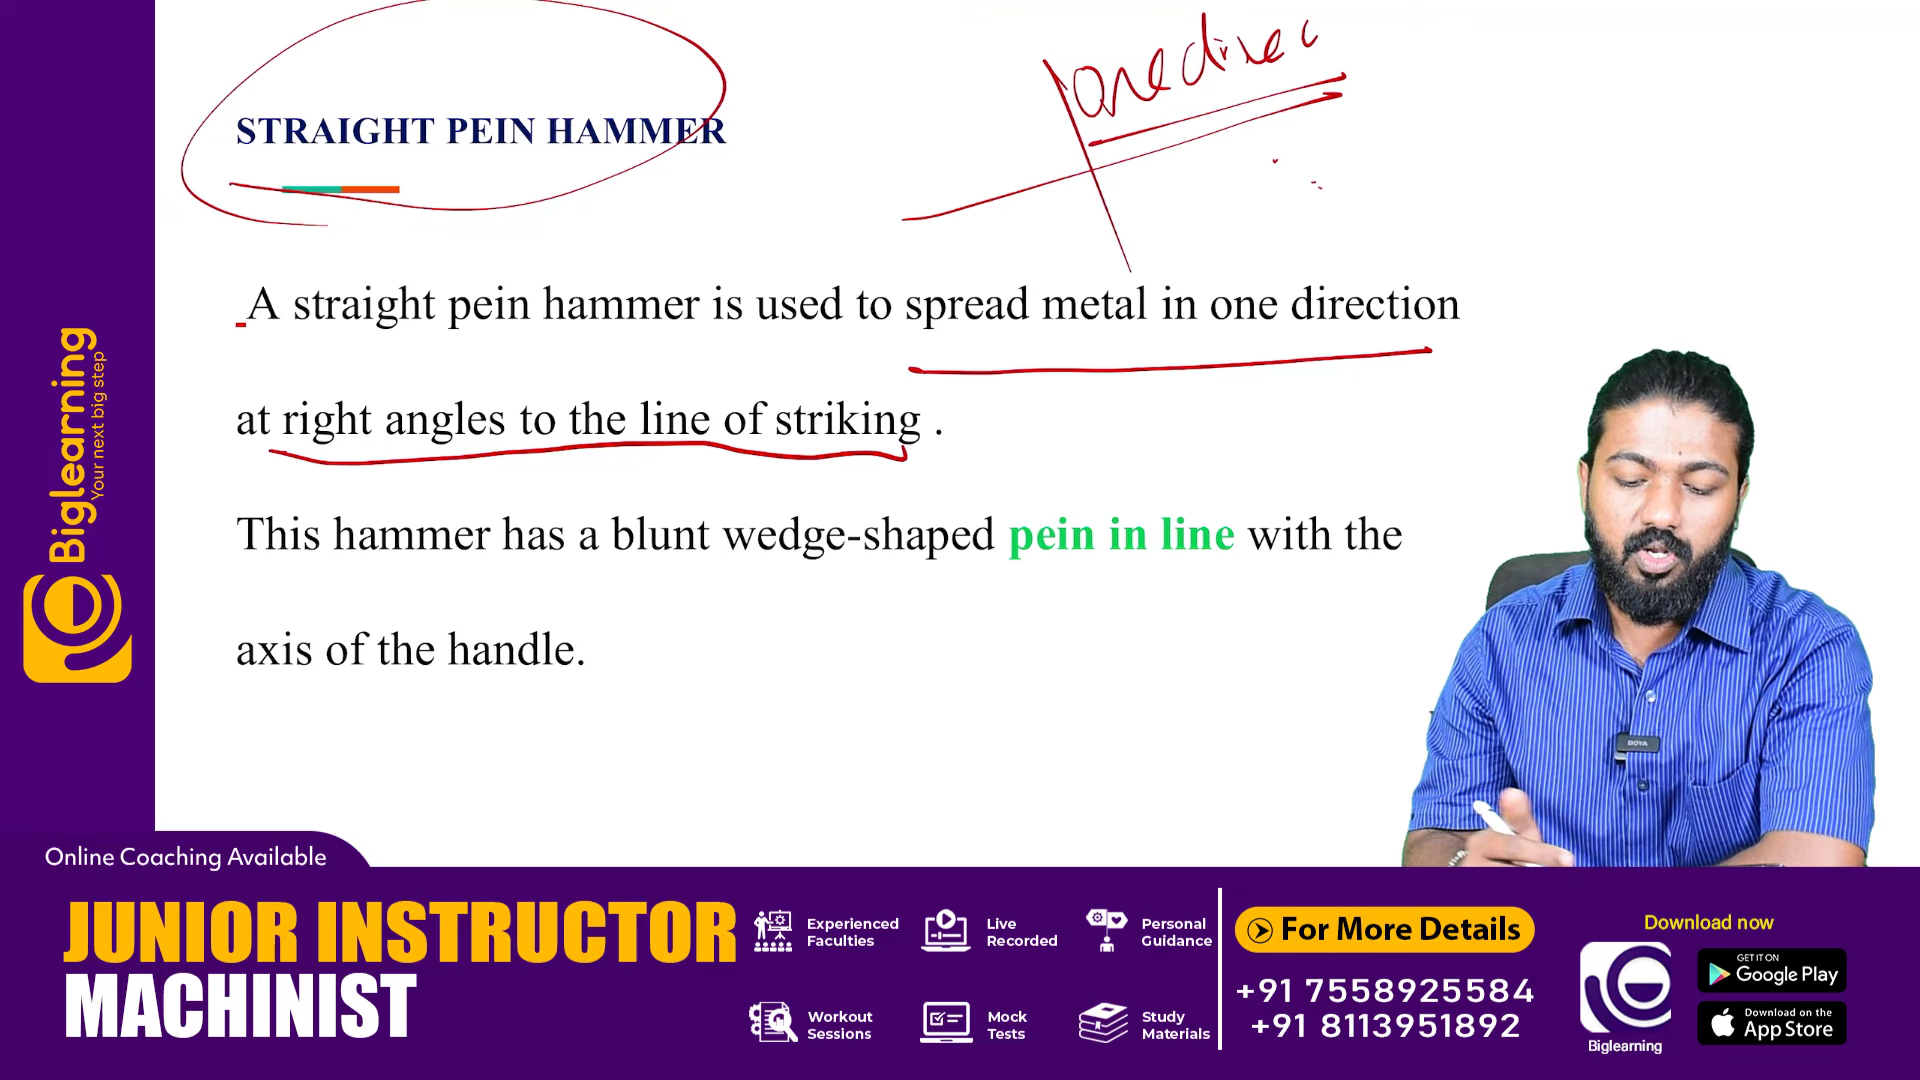 one direc
STRAIGHT PEIN HAMMER
A straight pein hammer is used to spread metal in one direction
at right angles to the line of striking .
This hammer has a blunt wedge-shaped pein in line with the
axis of the handle.
Biglearning
Your next big step
BOYA
Online Coaching Available
JUNIOR INSTRUCTOR
MACHINIST
Experienced
Faculties
Live
Recorded
Personal
Guidance
Workout
Sessions
Mock
Tests
Study
Materials
For More Details
+91 7558925584
+91 8113951892
Download now
Biglearning
GET IT ON
Google Play
Download on the
App Store